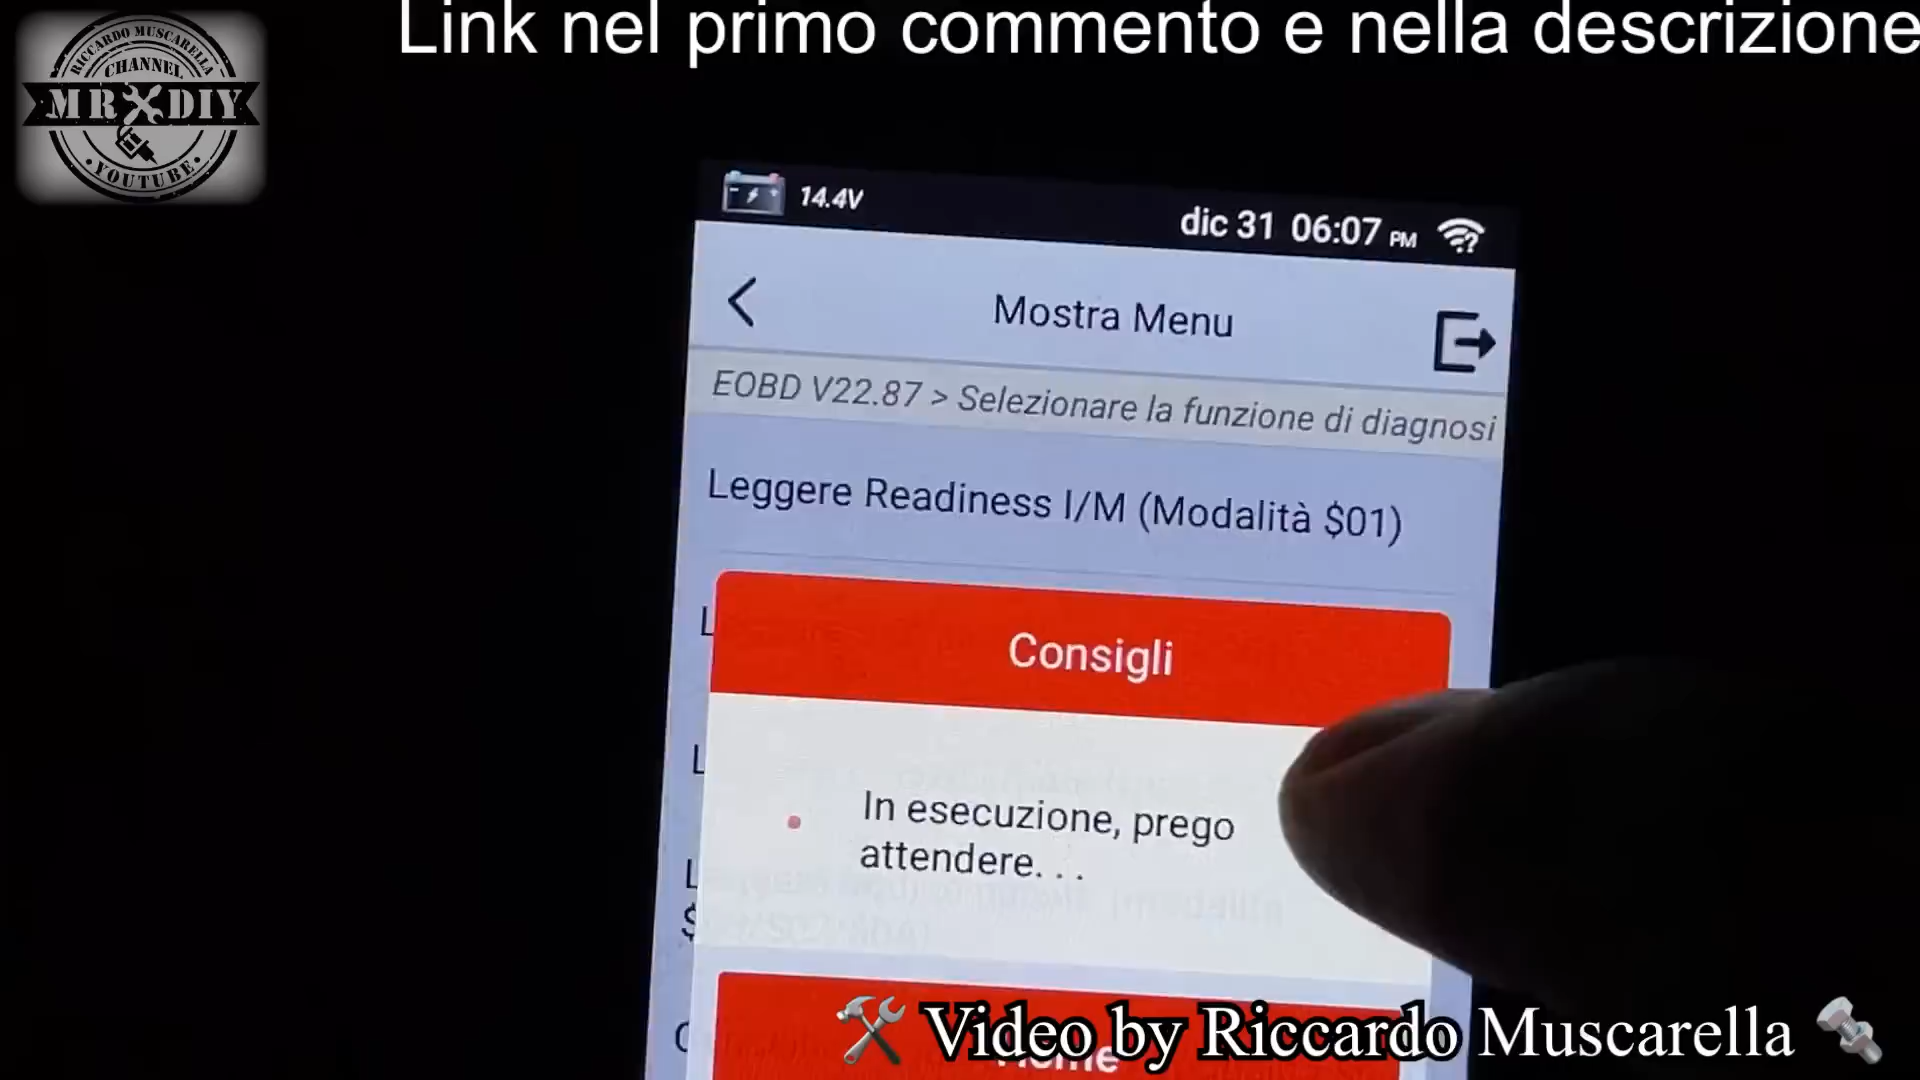 Link nel primo commento e nella descrizione
RICCARDO MUSCARELLA
CHANNEL
MR DIY
YOUTUBE
14.4V
dic 31 06:07 PM
Mostra Menu
EOBD V22.87 > Selezionare la funzione di diagnosi
Leggere Readiness I/M (Modalità $01)
Consigli
In esecuzione, prego
attendere. . .
Video by Riccardo Muscarella